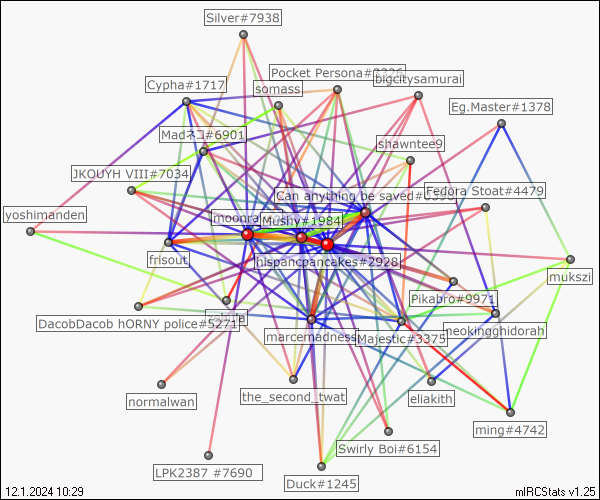 Silver#7938
Pocket Persona#
Cypha#1717
somass
bigcitysamurai
Eg.Master#1378
Madネコ#6901
shawntee9
JKOUYH VIII#7034
Can anything be saved#
Fedora Stoat#4479
yoshimanden
moonra
Mushy#1984
frisout
hispancpancakes#2928
mukszi
Pikabro#9971
DacobDacob hORNY police#5271
marcemadness
Majestic#3375
neokingghidorah
normalwan
the_second_twat
eliakith
ming#4742
Swirly Boi#6154
LPK2387 #7690
Duck#1245
12.1.2024 10:29
mIRCStats v1.25